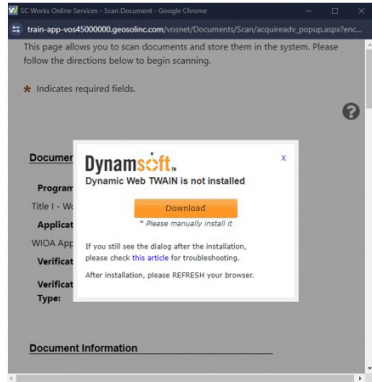 SC Works Online Services - Scan Document - Google Chrome
train-app-vos45000000.geosolinc.com/vosnet/Documents/Scan/acquireadv_popup.aspx?enc...
This page allows you to scan documents and store them in the system. Please
follow the directions below to begin scanning.
* Indicates required fields.
?
Documen
Dynamsoft™
x
Dynamic Web TWAIN is not installed
Program
Download
Title I - Wo
* Please manually install it
Applicat
WIOA App
If you still see the dialog after the installation,
please check this article for troubleshooting.
Verificat
After installation, please REFRESH your browser.
Verificat
Type:
Document Information